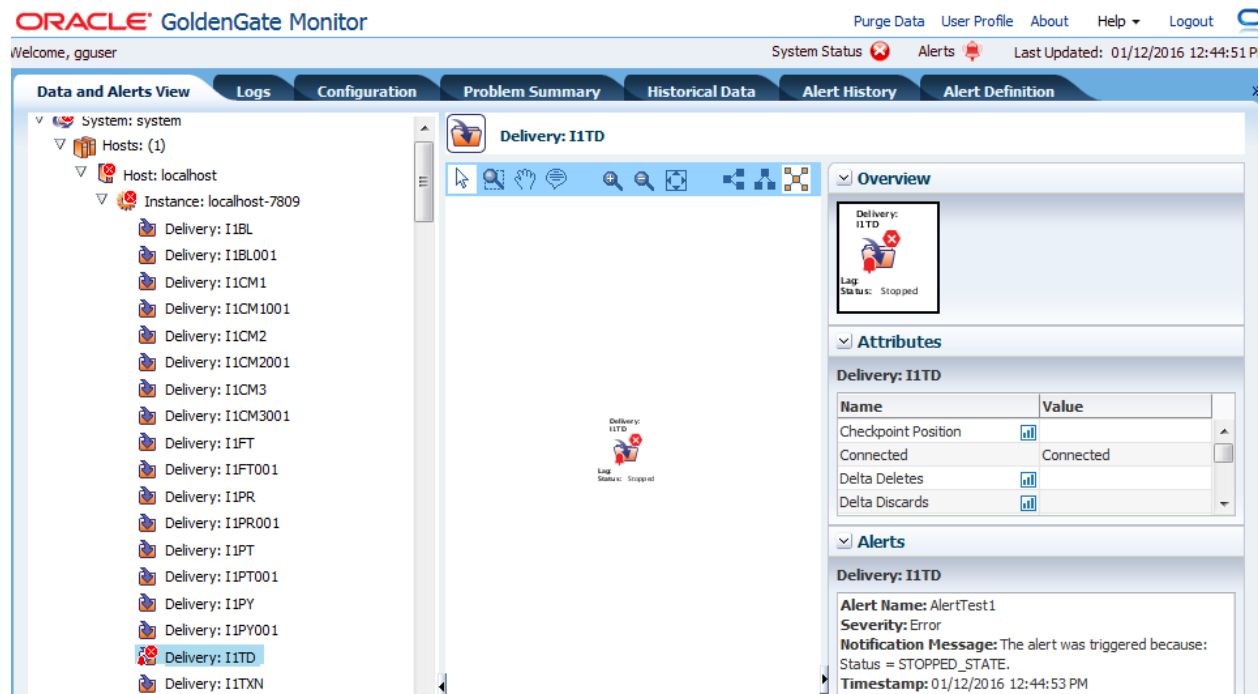 ORACLE GoldenGate Monitor
Purge Data User Profile About Help Logout
Welcome, gguser
System Status Alerts Last Updated: 01/12/2016 12:44:51 P
Data and Alerts View Logs Configuration Problem Summary Historical Data Alert History Alert Definition
System: system
Hosts: (1)
Host: localhost
Instance: localhost-7809
Delivery: I1BL
Delivery: I1BL001
Delivery: I1CM1
Delivery: I1CM1001
Delivery: I1CM2
Delivery: I1CM2001
Delivery: I1CM3
Delivery: I1CM3001
Delivery: I1FT
Delivery: I1FT001
Delivery: I1PR
Delivery: I1PR001
Delivery: I1PT
Delivery: I1PT001
Delivery: I1PY
Delivery: I1PY001
Delivery: I1TD
Delivery: I1TXN
Delivery: I1TD
Delivery:
I1TD
Lag:
Status: Stopped
Overview
Delivery:
I1TD
Lag:
Status: Stopped
Attributes
Delivery: I1TD
Name Value
Checkpoint Position
Connected Connected
Delta Deletes
Delta Discards
Alerts
Delivery: I1TD
Alert Name: AlertTest1
Severity: Error
Notification Message: The alert was triggered because:
Status = STOPPED_STATE.
Timestamp: 01/12/2016 12:44:53 PM